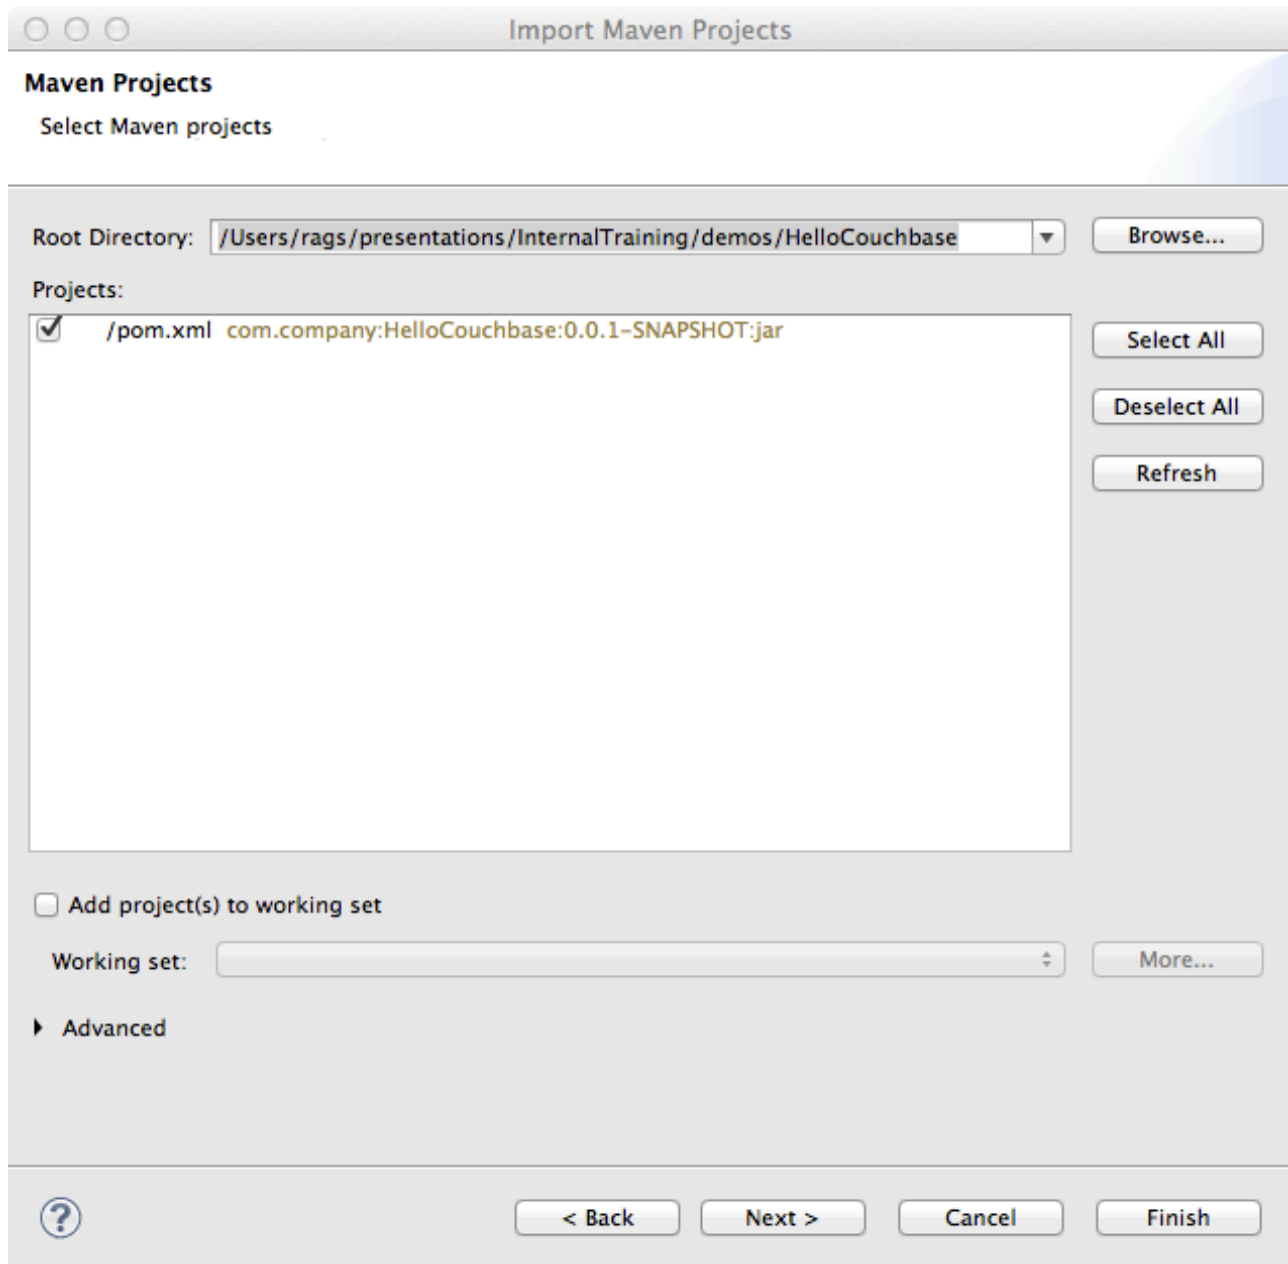 Import Maven Projects
Maven Projects
Select Maven projects
Root Directory: /Users/rags/presentations/InternalTraining/demos/HelloCouchbase Browse...
Projects:
/pom.xml com.company:HelloCouchbase:0.0.1-SNAPSHOT:jar
Select All
Deselect All
Refresh
Add project(s) to working set
Working set: More...
Advanced
? < Back Next > Cancel Finish